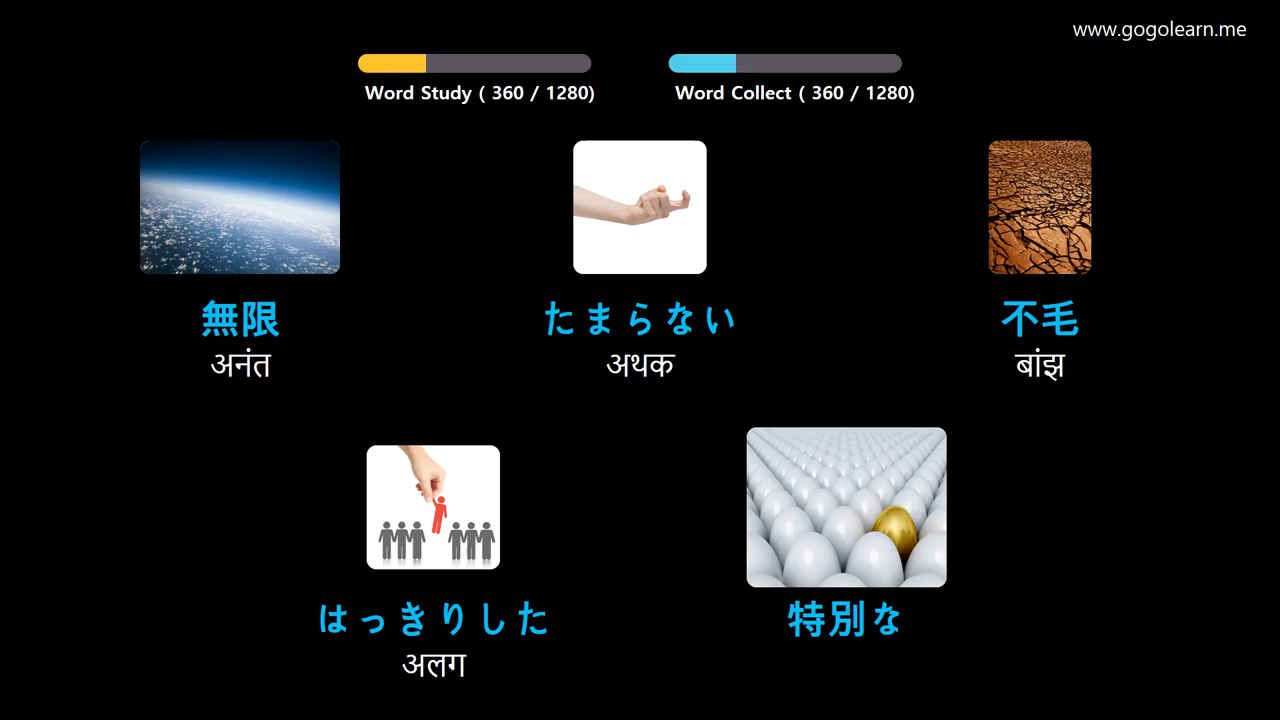 www.gogolearn.me
Word Study ( 360 / 1280)
Word Collect ( 360 / 1280)
無限
अनंत
たまらない
अथक
不毛
बांझ
はっきりした
अलग
特別な